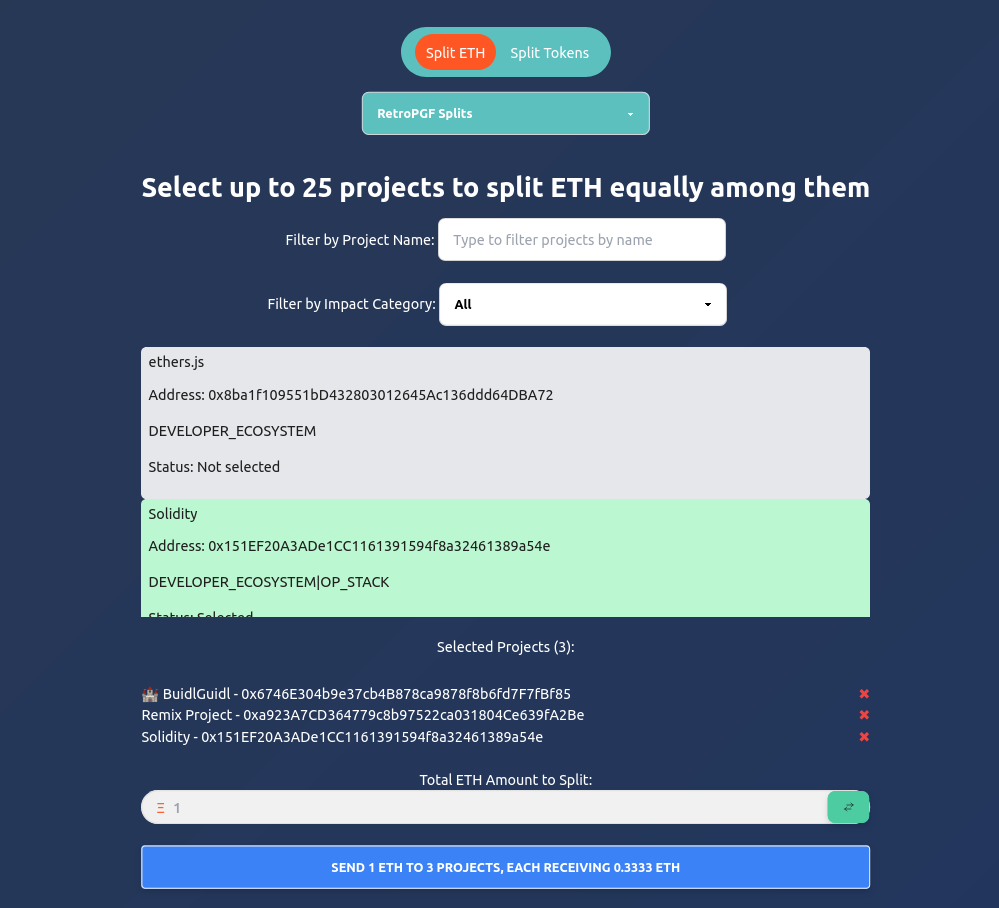 Split ETH Split Tokens
RetroPGF Splits
Select up to 25 projects to split ETH equally among them
Filter by Project Name: Type to filter projects by name
Filter by Impact Category: All
ethers.js
Address: 0x8ba1f109551bD432803012645Ac136ddd64DBA72
DEVELOPER_ECOSYSTEM
Status: Not selected
Solidity
Address: 0x151EF20A3ADe1CC1161391594f8a32461389a54e
DEVELOPER_ECOSYSTEM|OP_STACK
Status: Selected
Selected Projects (3):
🏰 BuidlGuidl - 0x6746E304b9e37cb4B878ca9878f8b6fd7F7fBf85 ✖
Remix Project - 0xa923A7CD364779c8b97522ca031804Ce639fA2Be ✖
Solidity - 0x151EF20A3ADe1CC1161391594f8a32461389a54e ✖
Total ETH Amount to Split:
Ξ 1
SEND 1 ETH TO 3 PROJECTS, EACH RECEIVING 0.3333 ETH